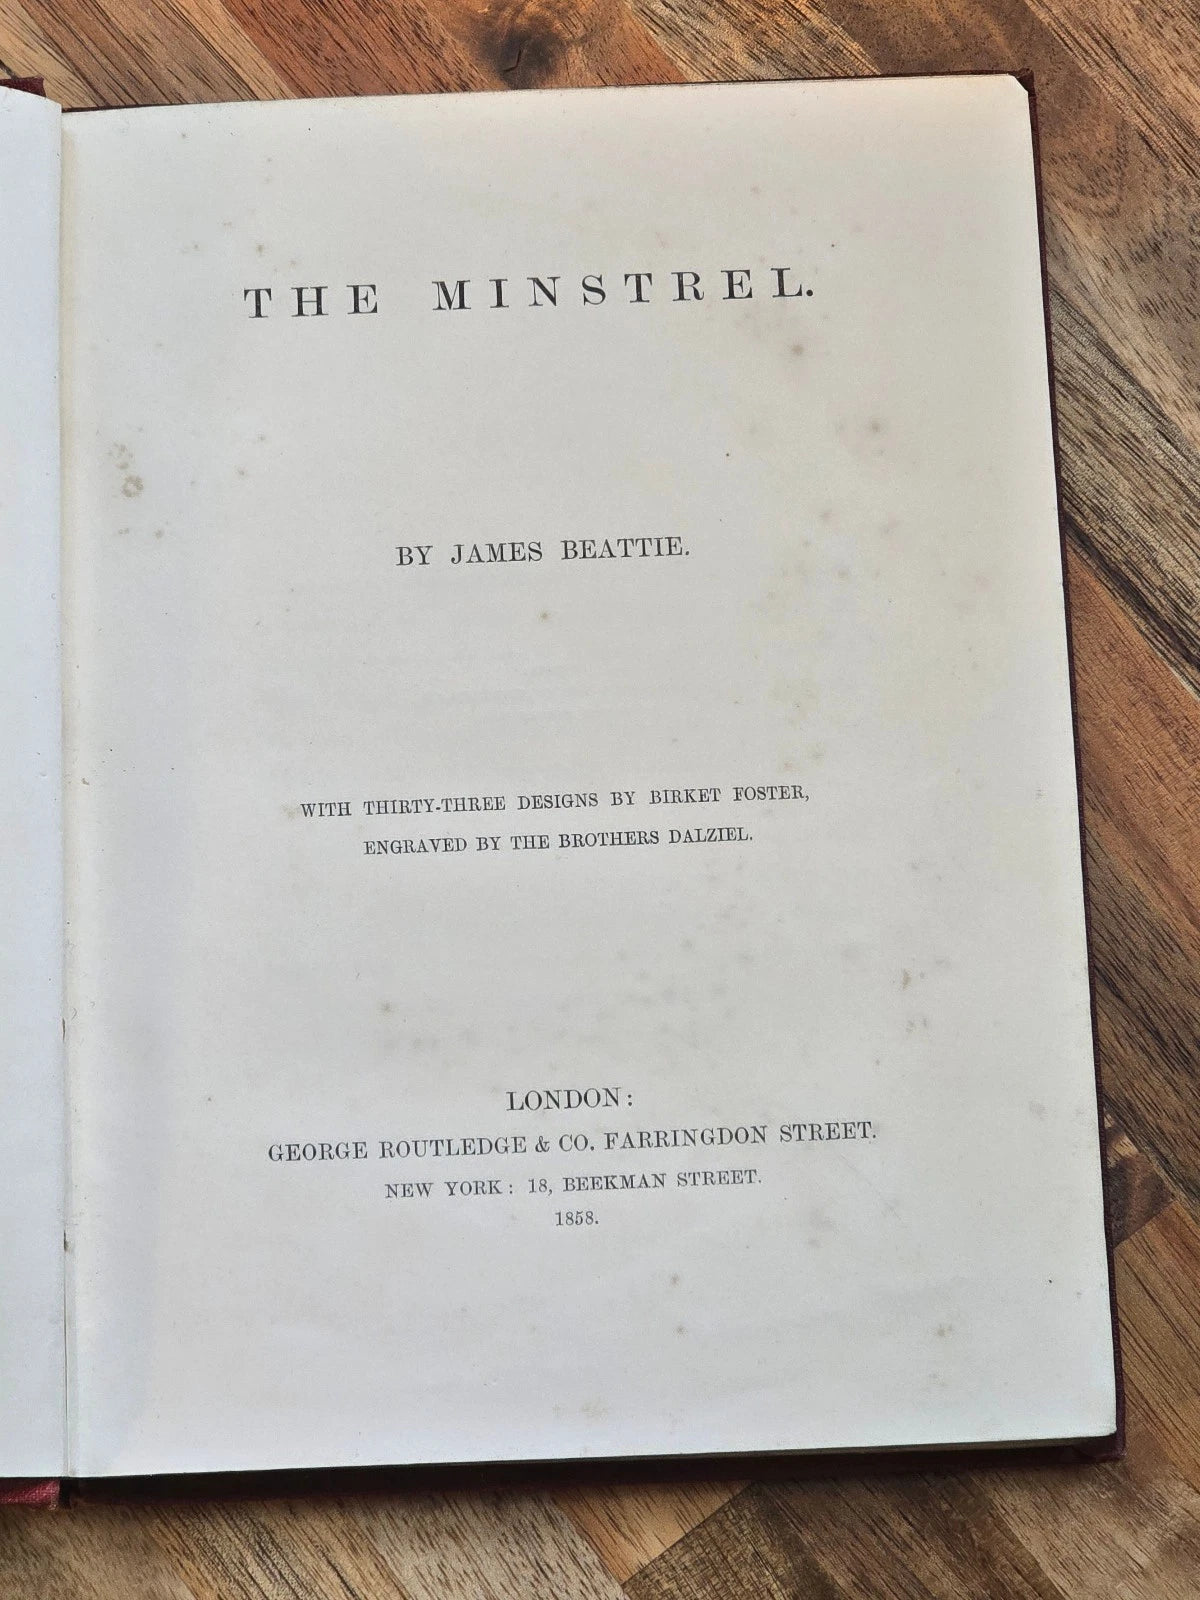 THE MINSTREL.
BY JAMES BEATTIE.
WITH THIRTY-THREE DESIGNS BY BIRKET FOSTER,
ENGRAVED BY THE BROTHERS DALZIEL.
LONDON:
GEORGE ROUTLEDGE & CO. FARRINGDON STREET.
NEW YORK: 18, BEEKMAN STREET.
1858.